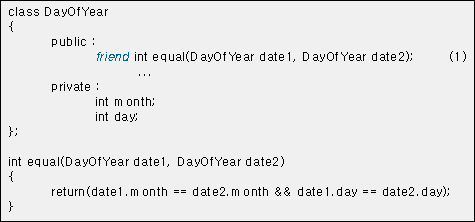 class DayOfYear
{
public :
friend int equal(DayOfYear date1, DayOfYear date2); (1)
...
private :
int month;
int day;
};
int equal(DayOfYear date1, DayOfYear date2)
{
return(date1.month == date2.month && date1.day == date2.day);
}